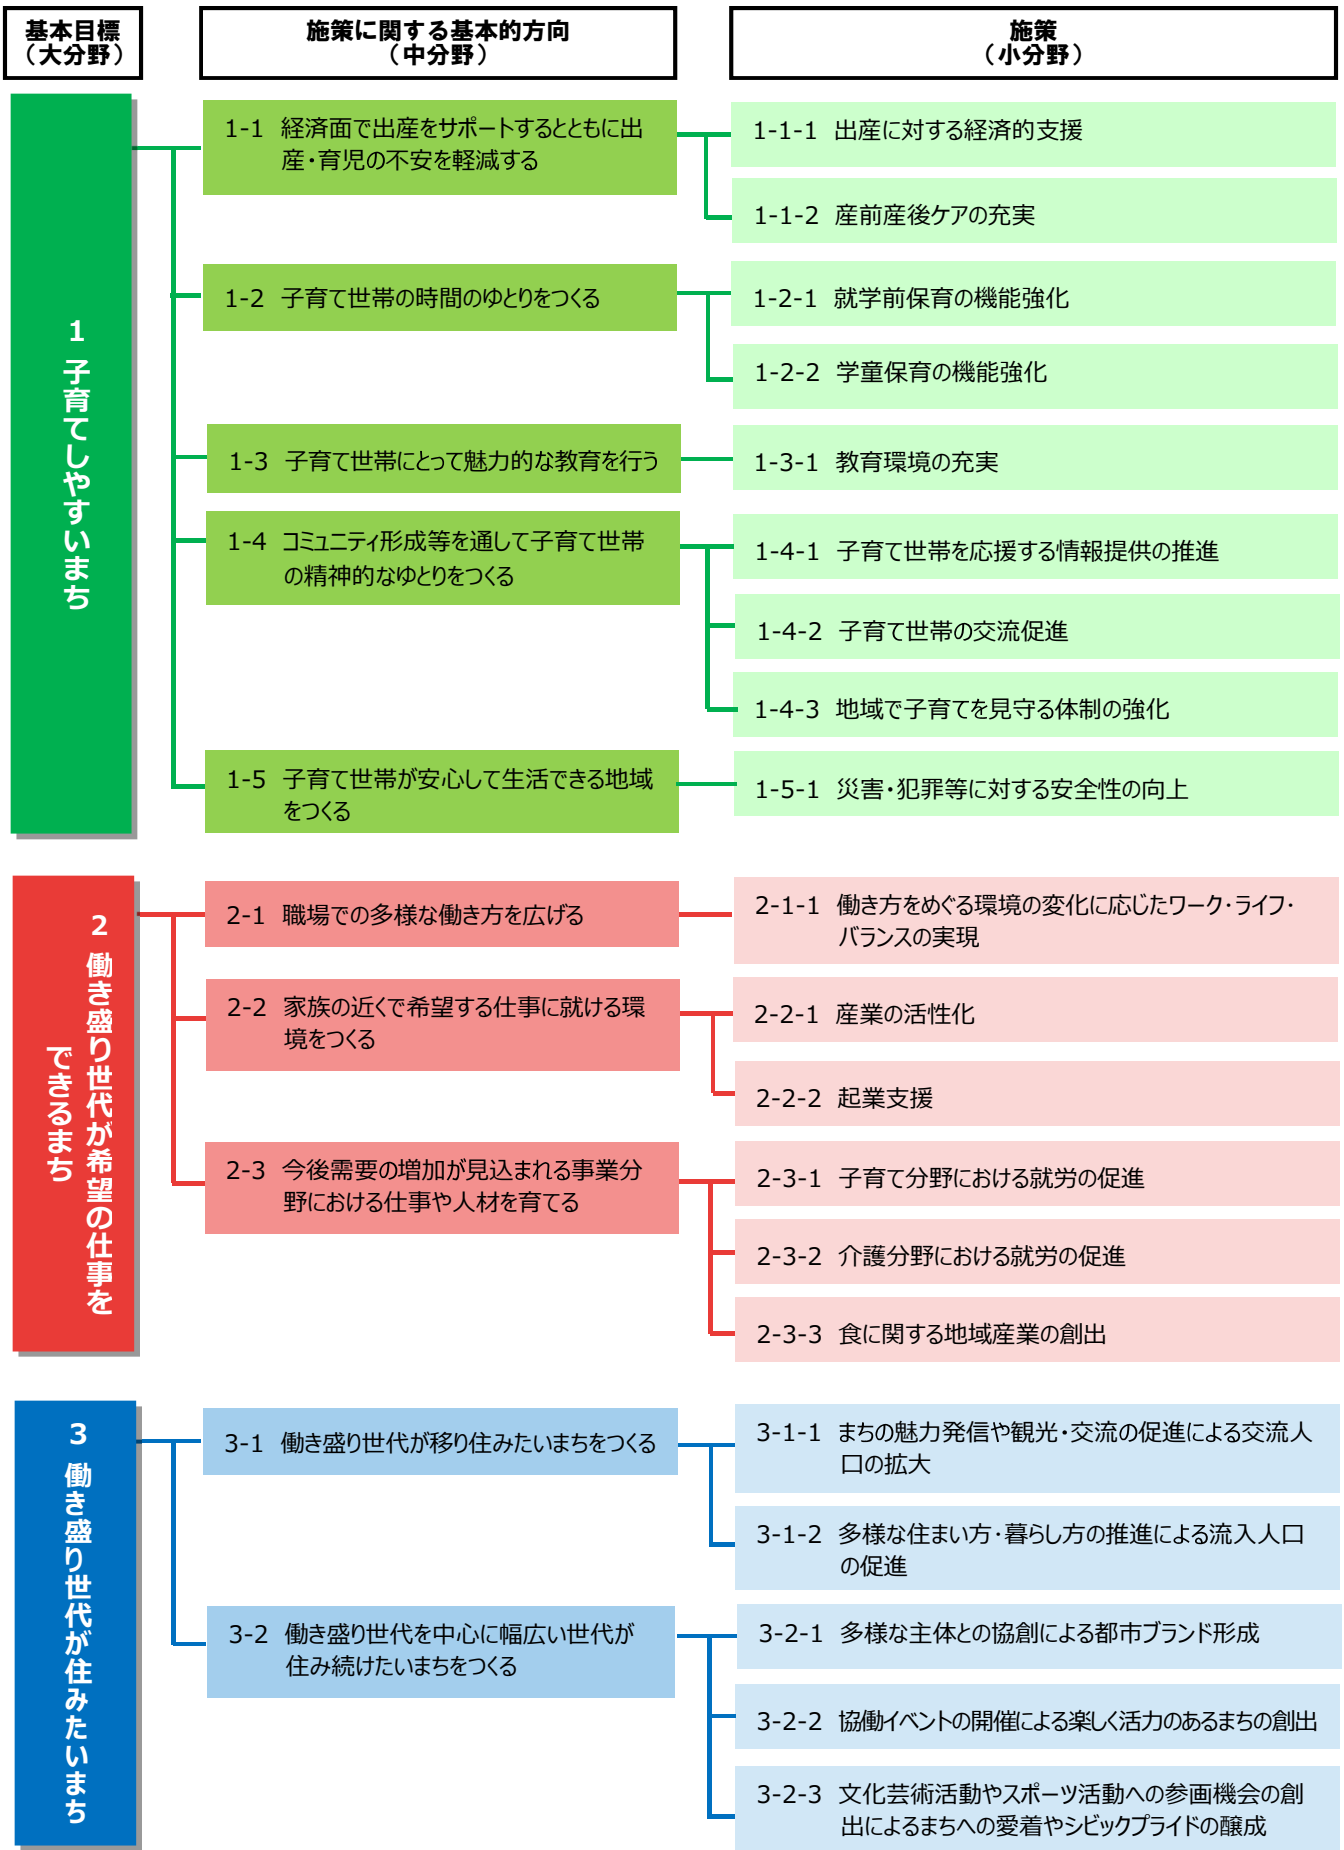 基本目標
（大分野）
施策に関する基本的方向
（中分野）
施策
（小分野）
1 子育てしやすいまち
1-1 経済面で出産をサポートするとともに出
産・育児の不安を軽減する
1-1-1 出産に対する経済的支援
1-1-2 産前産後ケアの充実
1-2 子育て世帯の時間のゆとりをつくる
1-2-1 就学前保育の機能強化
1-2-2 学童保育の機能強化
1-3 子育て世帯にとって魅力的な教育を行う
1-3-1 教育環境の充実
1-4 コミュニティ形成等を通して子育て世帯
の精神的なゆとりをつくる
1-4-1 子育て世帯を応援する情報提供の推進
1-4-2 子育て世帯の交流促進
1-4-3 地域で子育てを見守る体制の強化
1-5 子育て世帯が安心して生活できる地域
をつくる
1-5-1 災害・犯罪等に対する安全性の向上
2 働き盛り世代が希望の仕事を
できるまち
2-1 職場での多様な働き方を広げる
2-1-1 働き方をめぐる環境の変化に応じたワーク・ライフ・
バランスの実現
2-2 家族の近くで希望する仕事に就ける環
境をつくる
2-2-1 産業の活性化
2-2-2 起業支援
2-3 今後需要の増加が見込まれる事業分
野における仕事や人材を育てる
2-3-1 子育て分野における就労の促進
2-3-2 介護分野における就労の促進
2-3-3 食に関する地域産業の創出
3 働き盛り世代が住みたいまち
3-1 働き盛り世代が移り住みたいまちをつくる
3-1-1 まちの魅力発信や観光・交流の促進による交流人
口の拡大
3-1-2 多様な住まい方・暮らし方の推進による流入人口
の促進
3-2 働き盛り世代を中心に幅広い世代が
住み続けたいまちをつくる
3-2-1 多様な主体との協創による都市ブランド形成
3-2-2 協働イベントの開催による楽しく活力のあるまちの創出
3-2-3 文化芸術活動やスポーツ活動への参画機会の創
出によるまちへの愛着やシビックプライドの醸成